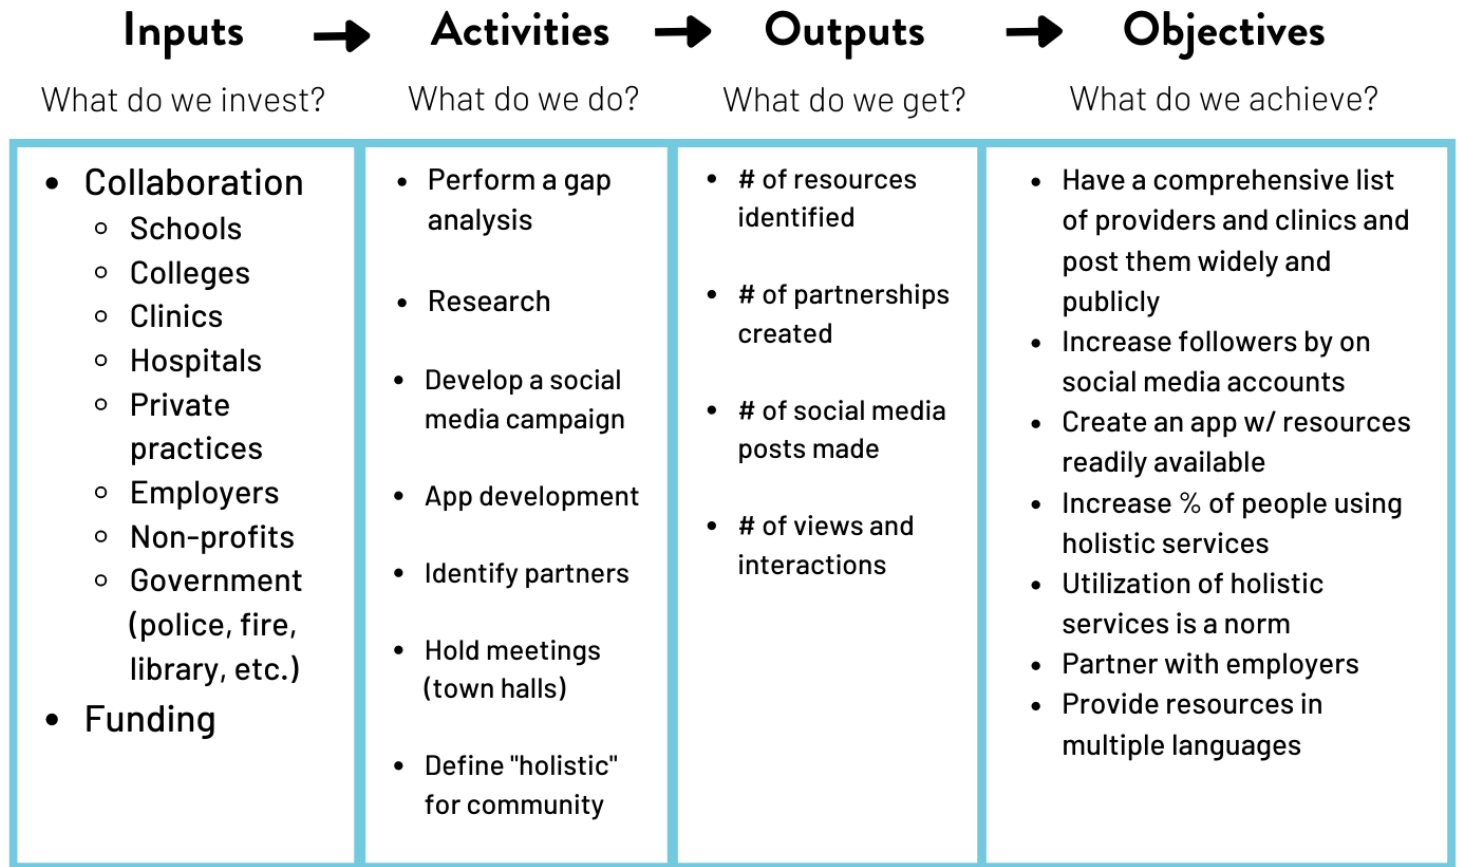 Inputs → Activities → Outputs → Objectives
What do we invest? What do we do? What do we get? What do we achieve?
• Collaboration
◦ Schools
◦ Colleges
◦ Clinics
◦ Hospitals
◦ Private
practices
◦ Employers
◦ Non-profits
◦ Government
(police, fire,
library, etc.)
• Funding
• Perform a gap
analysis
• Research
• Develop a social
media campaign
• App development
• Identify partners
• Hold meetings
(town halls)
• Define "holistic"
for community
• # of resources
identified
• # of partnerships
created
• # of social media
posts made
• # of views and
interactions
• Have a comprehensive list
of providers and clinics and
post them widely and
publicly
• Increase followers by on
social media accounts
• Create an app w/ resources
readily available
• Increase % of people using
holistic services
• Utilization of holistic
services is a norm
• Partner with employers
• Provide resources in
multiple languages